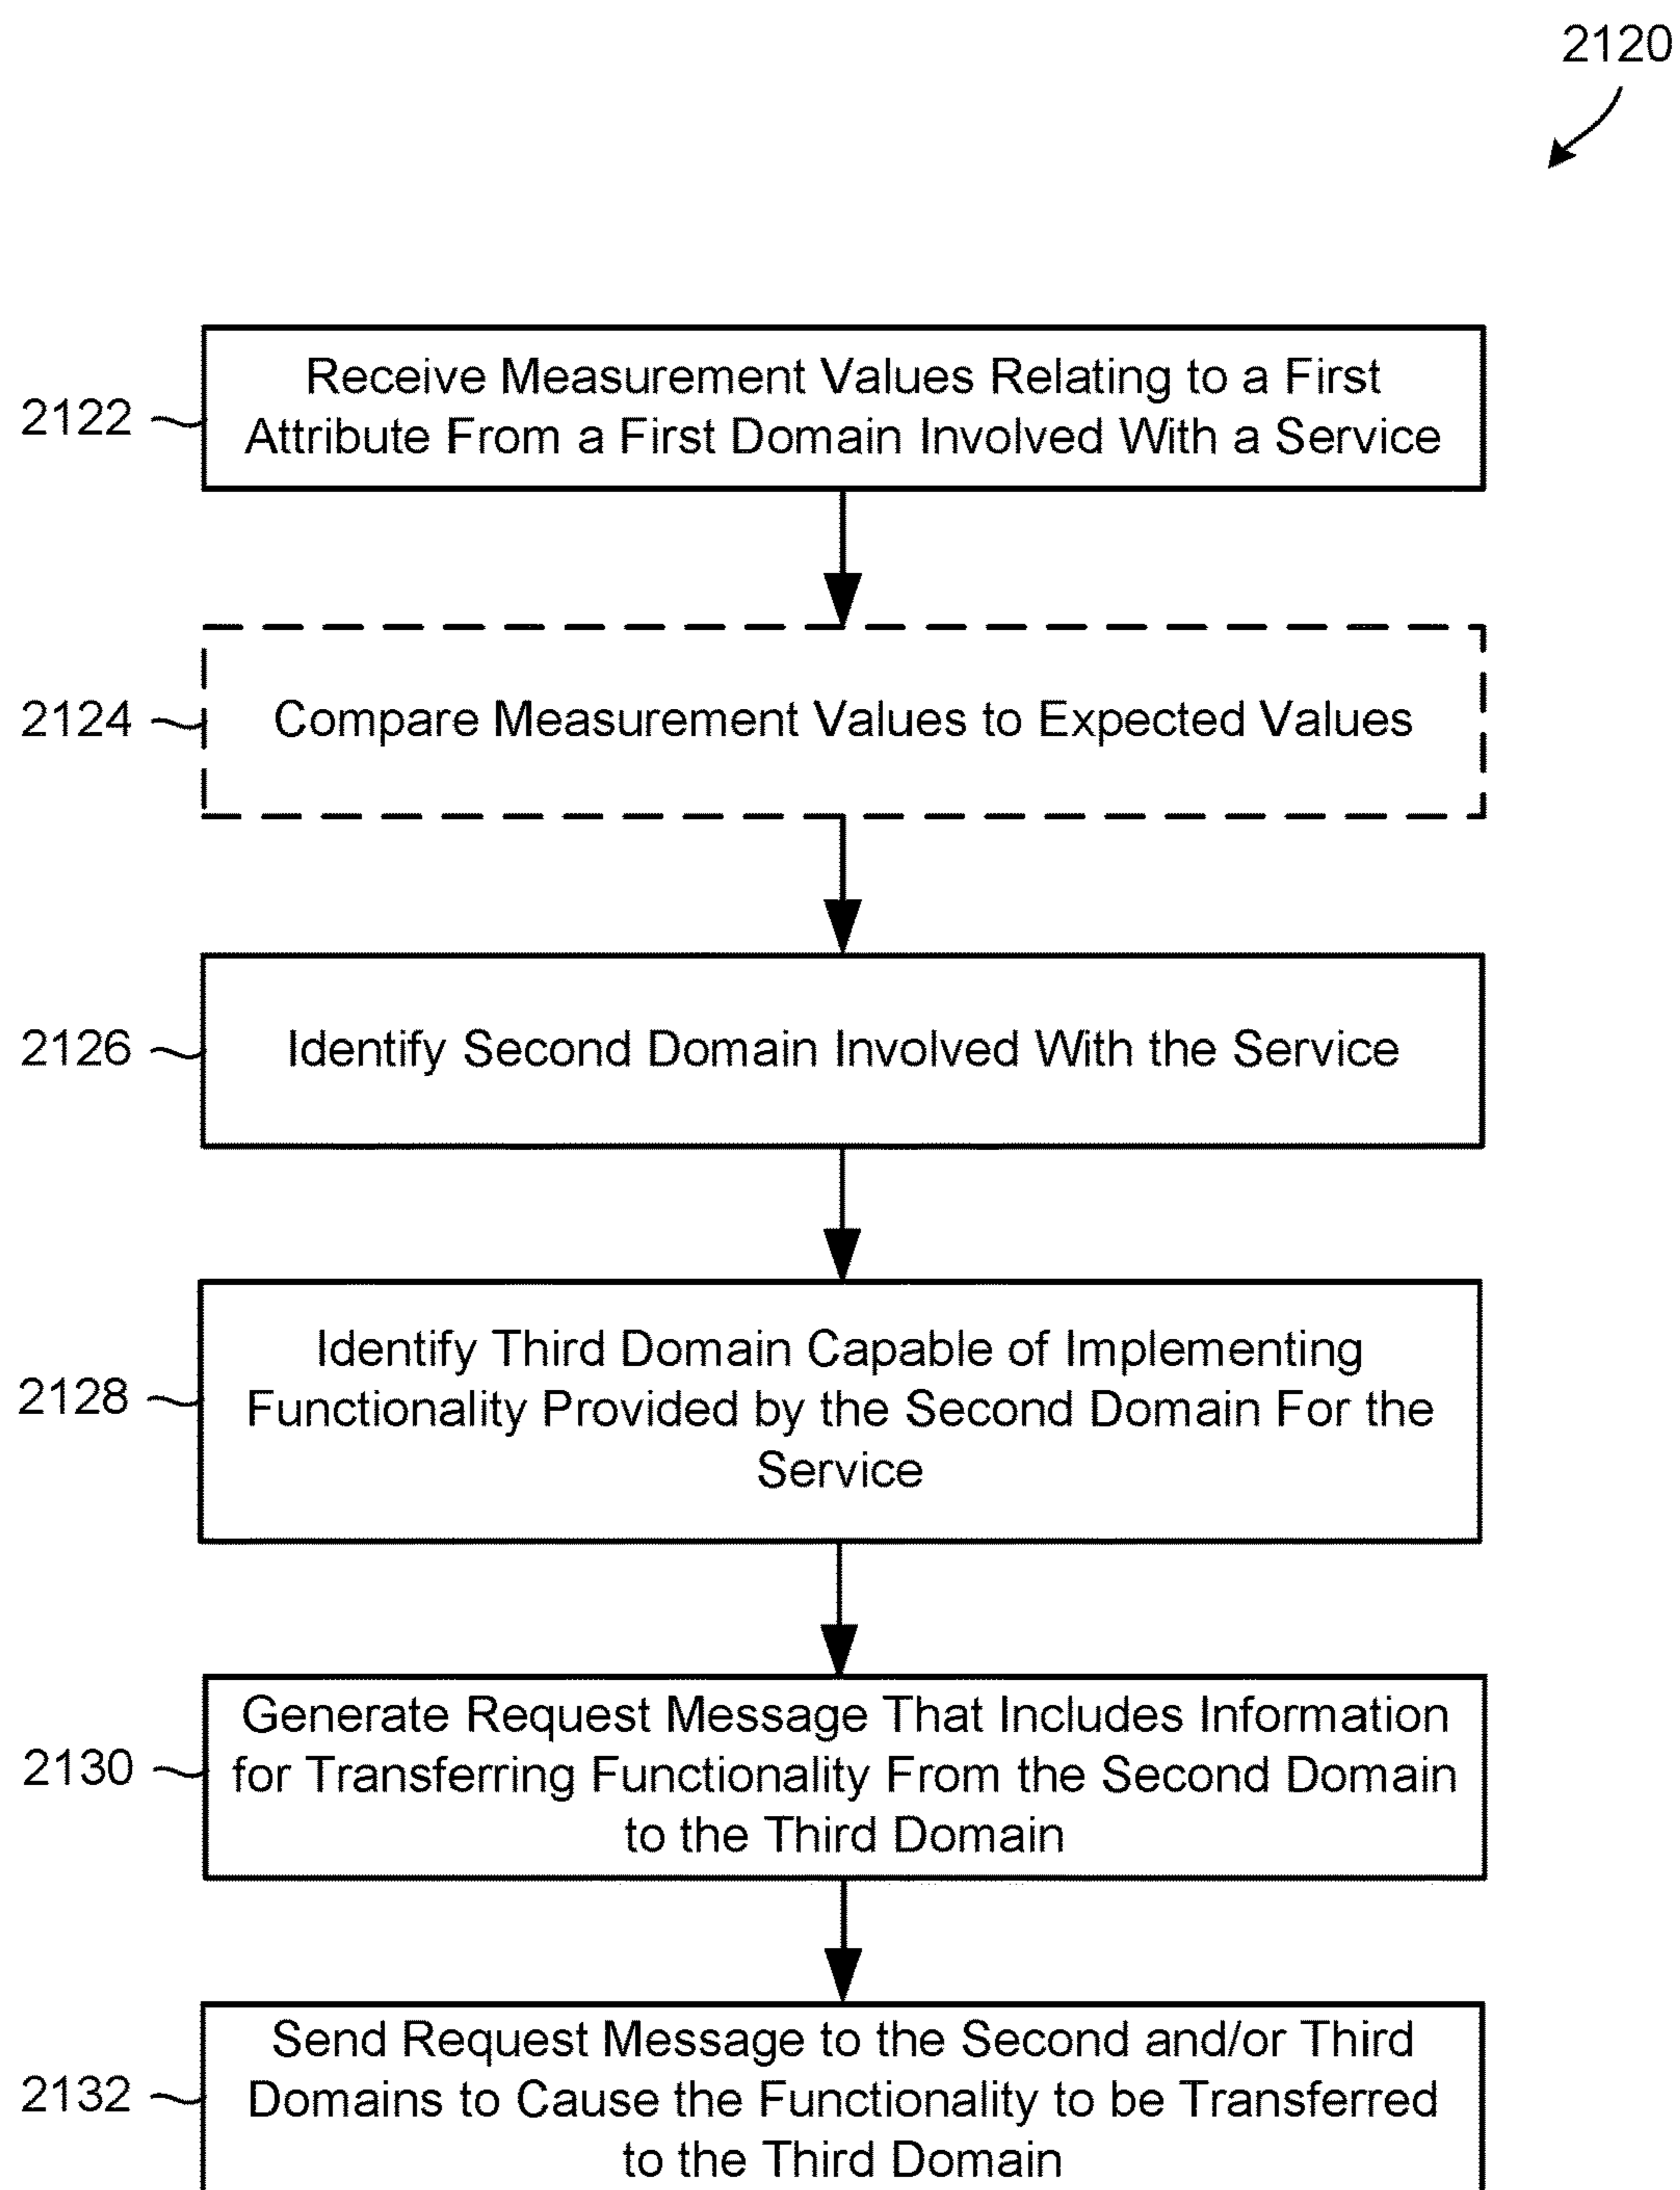 2120
2122
Receive Measurement Values Relating to a First
Attribute From a First Domain Involved With a Service
2124
Compare Measurement Values to Expected Values
2126
Identify Second Domain Involved With the Service
2128
Identify Third Domain Capable of Implementing
Functionality Provided by the Second Domain For the
Service
2130
Generate Request Message That Includes Information
for Transferring Functionality From the Second Domain
to the Third Domain
2132
Send Request Message to the Second and/or Third
Domains to Cause the Functionality to be Transferred
to the Third Domain